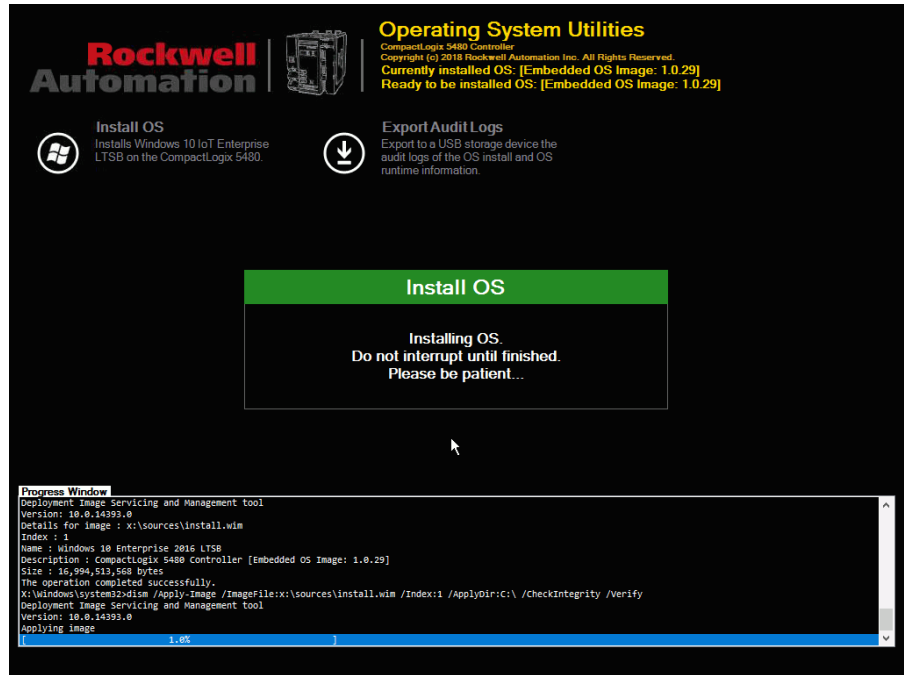 Rockwell
Automation
Operating System Utilities
CompactLogix 5480 Controller
Copyright (c) 2018 Rockwell Automation Inc. All Rights Reserved.
Currently installed OS: [Embedded OS Image: 1.0.29]
Ready to be installed OS: [Embedded OS Image: 1.0.29]
Install OS
Installs Windows 10 IoT Enterprise
LTSB on the CompactLogix 5480.
Export Audit Logs
Export to a USB storage device the
audit logs of the OS install and OS
runtime information.
Install OS
Installing OS.
Do not interrupt until finished.
Please be patient...
Progress Window
Deployment Image Servicing and Management tool
Version: 10.0.14393.0
Details for image : x:\sources\install.wim
Index : 1
Name : Windows 10 Enterprise 2016 LTSB
Description : CompactLogix 5480 Controller [Embedded OS Image: 1.0.29]
Size : 16,994,513,568 bytes
The operation completed successfully.
X:\Windows\system32>dism /Apply-Image /ImageFile:x:\sources\install.wim /Index:1 /ApplyDir:C:\ /CheckIntegrity /Verify
Deployment Image Servicing and Management tool
Version: 10.0.14393.0
Applying image
[ 1.0% ]